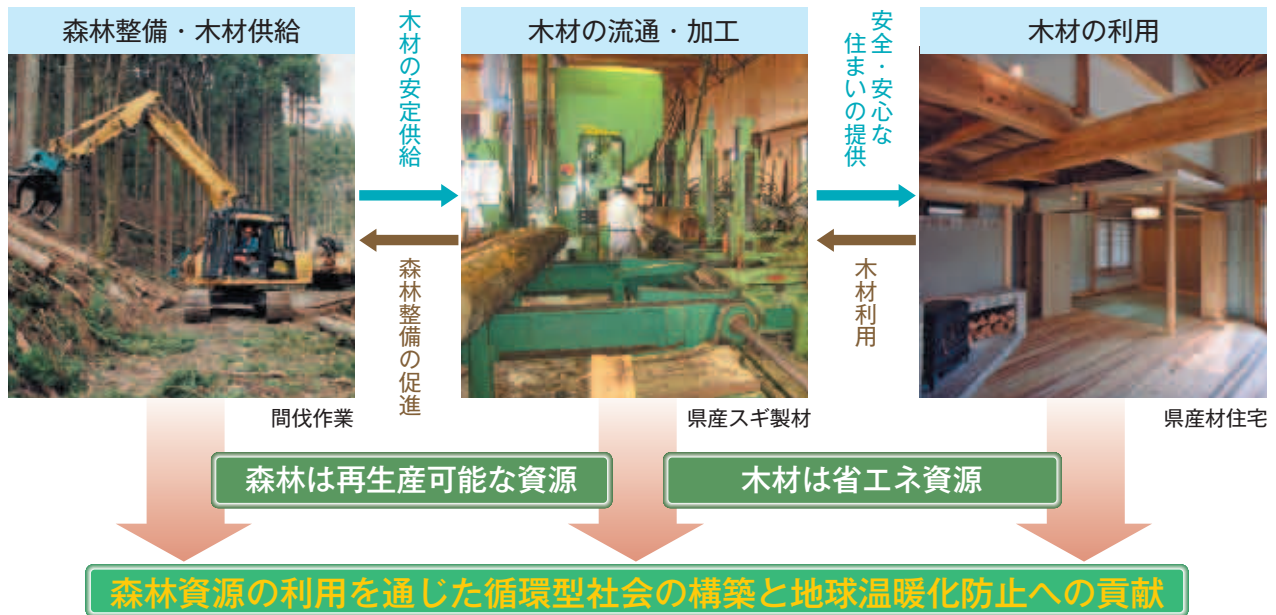 森林整備・木材供給
木材の安定供給
森林整備の促進
間伐作業
木材の流通・加工
安全・安心な
住まいの提供
木材利用
県産スギ製材
木材の利用
県産材住宅
森林は再生産可能な資源
木材は省エネ資源
森林資源の利用を通じた循環型社会の構築と地球温暖化防止への貢献